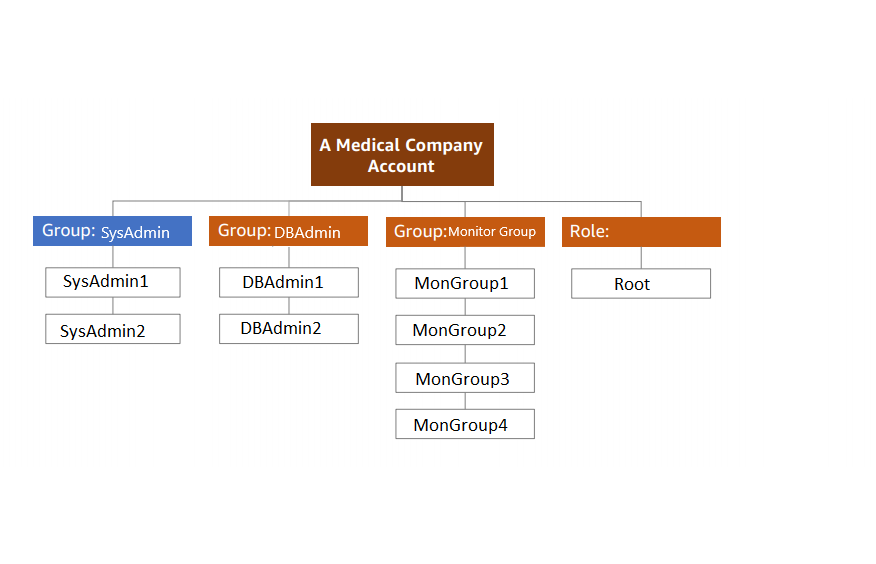 A Medical Company
Account
Group: SysAdmin
Group: DBAdmin
Group:Monitor Group
Role:
SysAdmin1
DBAdmin1
MonGroup1
Root
SysAdmin2
DBAdmin2
MonGroup2
MonGroup3
MonGroup4